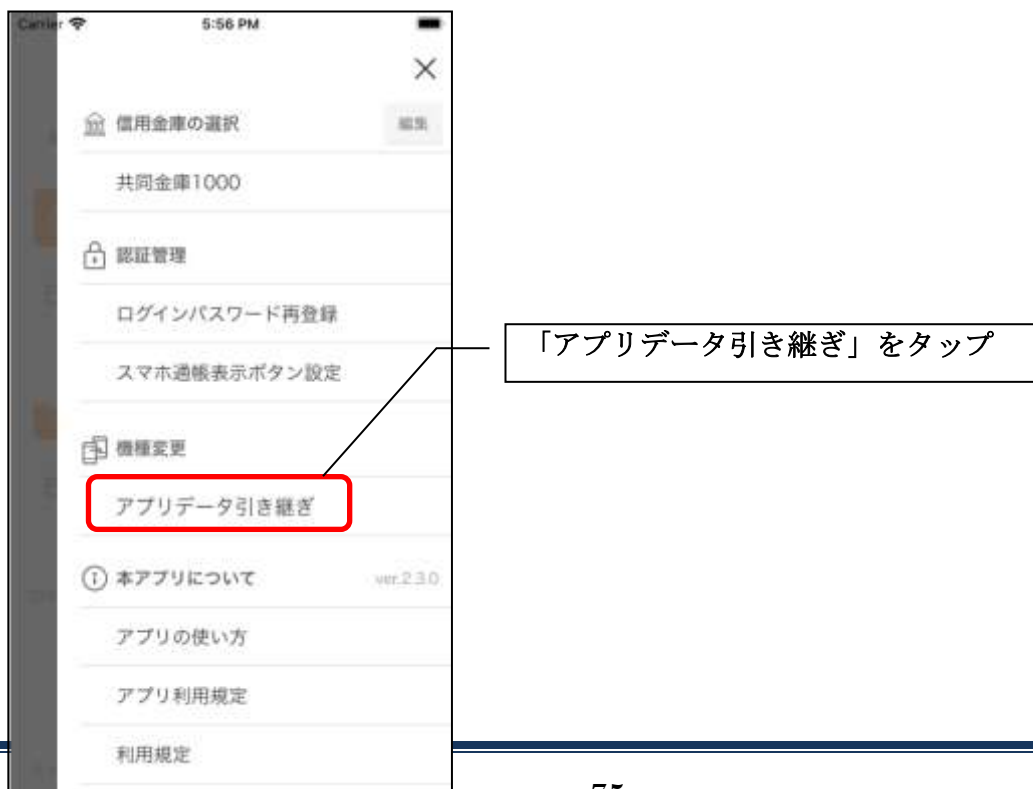 Carrier 5:56 PM
信用金庫の選択 編集
共同金庫1000
認証管理
ログインパスワード再登録
スマホ通帳表示ボタン設定
「アプリデータ引き継ぎ」をタップ
機種変更
アプリデータ引き継ぎ
本アプリについて ver.2.3.0
アプリの使い方
アプリ利用規定
利用規定
75